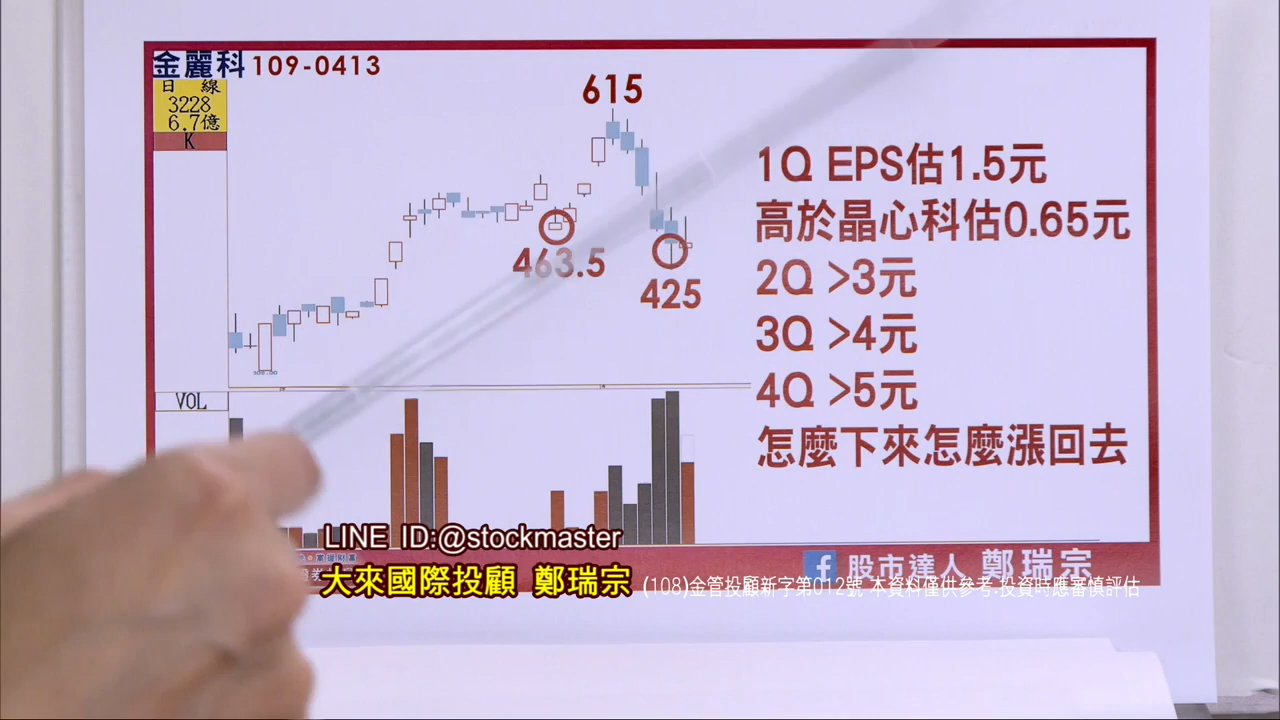 金麗科 109-0413
日 線
3228
6.7億
K
615
463.5
425
1Q EPS估1.5元
高於晶心科估0.65元
2Q >3元
3Q >4元
4Q >5元
怎麼下來怎麼漲回去
VOL
LINE ID:@stockmaster
股市達人 鄭瑞宗
大來國際投顧 鄭瑞宗 (108)金管投顧新字第012號 本資料僅供參考.投資時應審慎評估